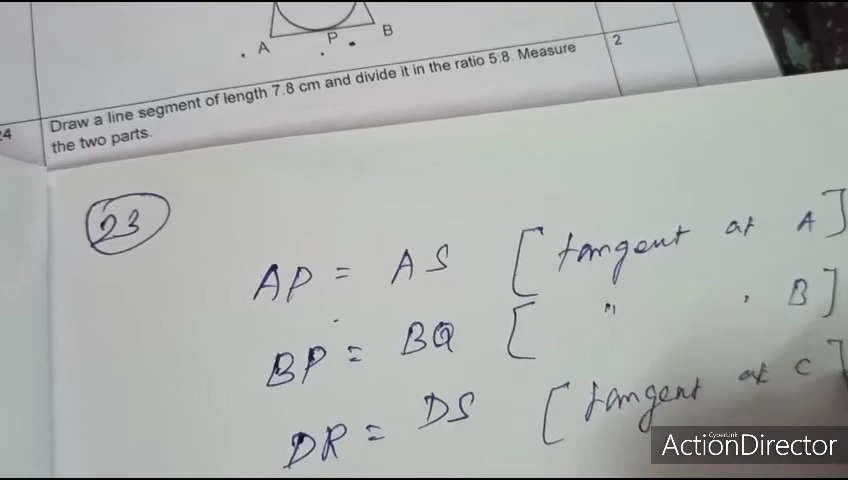 A P B
24 Draw a line segment of length 7.8 cm and divide it in the ratio 5:8. Measure 2
the two parts.
23
AP = AS [tangent at A]
BP = BQ [ " " B]
DR = DS [tangent at C]
CyberLink
ActionDirector